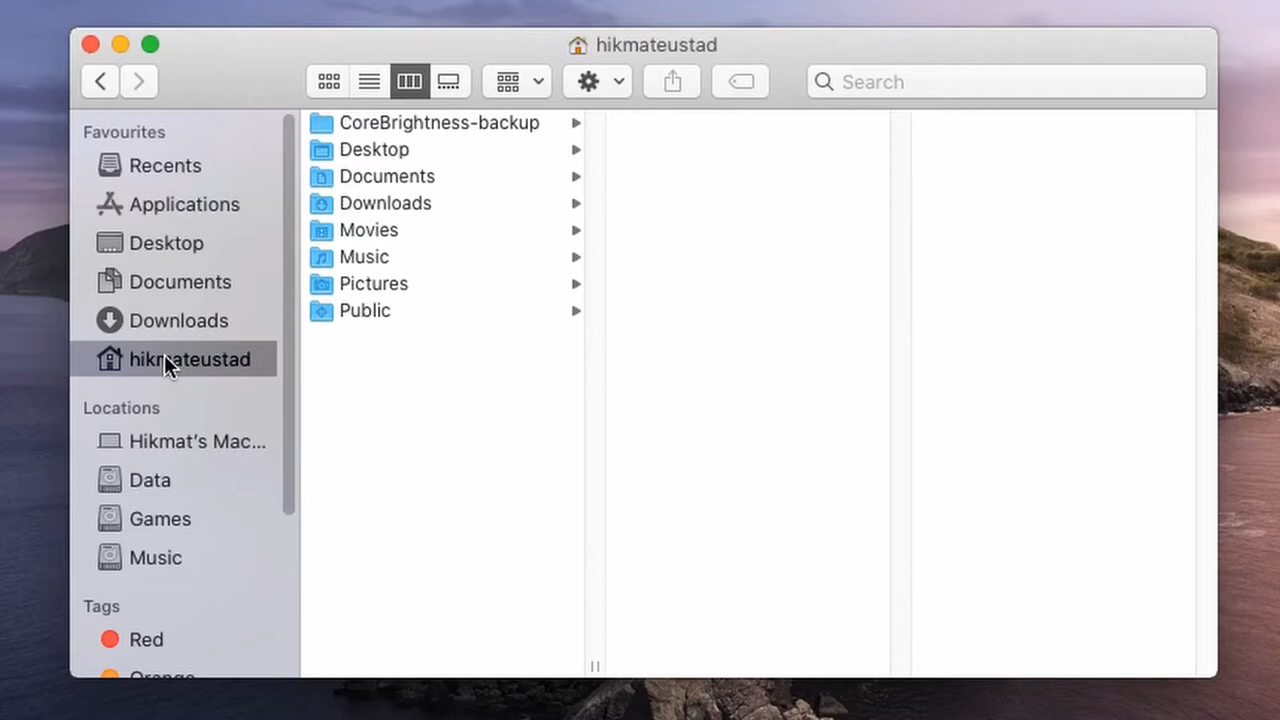 hikmateustad
Search
Favourites
Recents
Applications
Desktop
Documents
Downloads
hikmateustad
Locations
Hikmat's Mac...
Data
Games
Music
Tags
Red
Orange
CoreBrightness-backup
Desktop
Documents
Downloads
Movies
Music
Pictures
Public